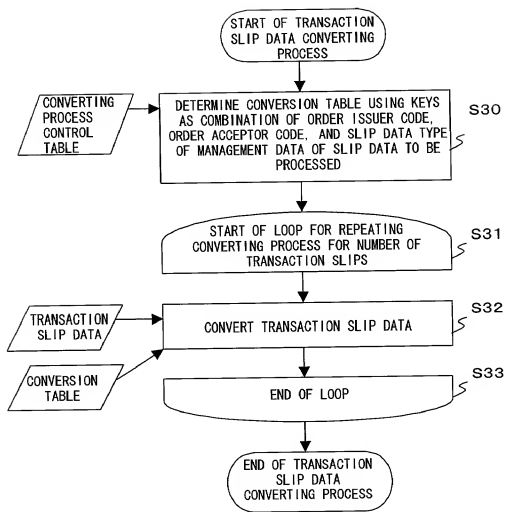 START OF TRANSACTION
SLIP DATA CONVERTING
PROCESS
CONVERTING
PROCESS
CONTROL
TABLE
DETERMINE CONVERSION TABLE USING KEYS
AS COMBINATION OF ORDER ISSUER CODE,
ORDER ACCEPTOR CODE, AND SLIP DATA TYPE
OF MANAGEMENT DATA OF SLIP DATA TO BE
PROCESSED
S30
START OF LOOP FOR REPEATING
CONVERTING PROCESS FOR NUMBER OF
TRANSACTION SLIPS
S31
TRANSACTION
SLIP DATA
CONVERT TRANSACTION SLIP DATA
S32
CONVERSION
TABLE
END OF LOOP
S33
END OF TRANSACTION
SLIP DATA
CONVERTING PROCESS